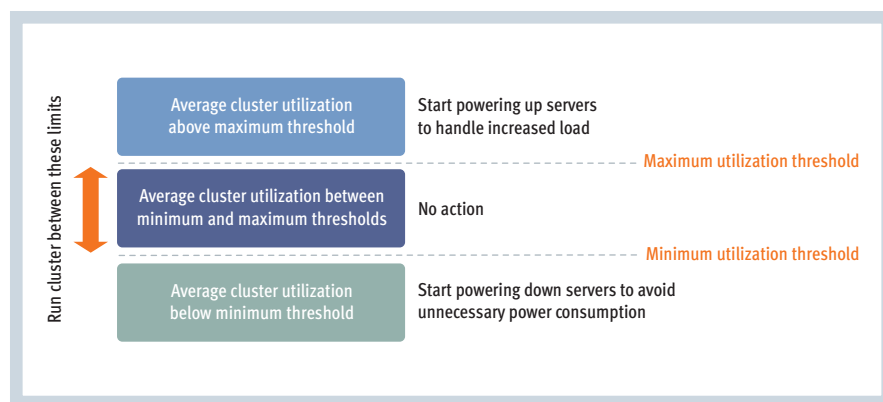 Run cluster between these limits
Average cluster utilization
above maximum threshold
Start powering up servers
to handle increased load
Maximum utilization threshold
Average cluster utilization between
minimum and maximum thresholds
No action
Minimum utilization threshold
Average cluster utilization
below minimum threshold
Start powering down servers to avoid
unnecessary power consumption